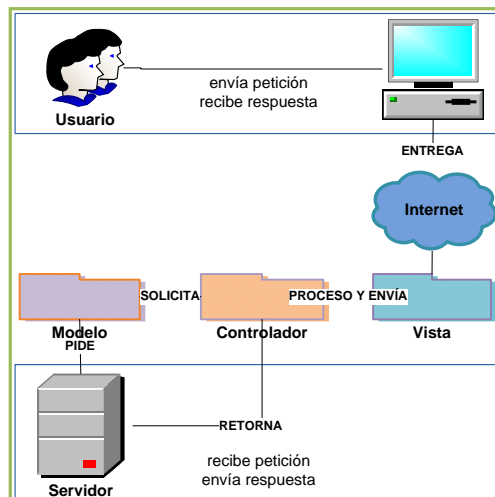 envía petición
recibe respuesta
Usuario
ENTREGA
Internet
SOLICITA
PROCESO Y ENVÍA
Modelo
Controlador
Vista
PIDE
RETORNA
recibe petición
envía respuesta
Servidor